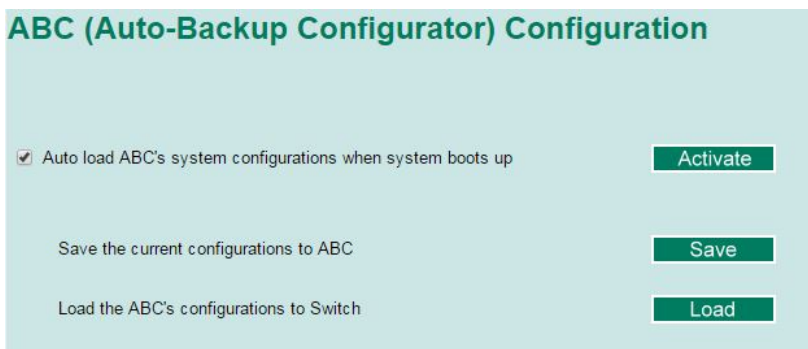 ABC (Auto-Backup Configurator) Configuration
Auto load ABC's system configurations when system boots up Activate
Save the current configurations to ABC Save
Load the ABC's configurations to Switch Load